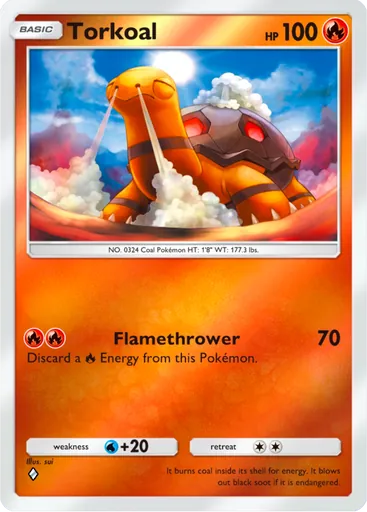 BASIC
Torkoal
HP 100
NO. 0324 Coal Pokémon HT: 1'8" WT: 177.3 lbs.
Flamethrower 70
Discard a Energy from this Pokémon.
weakness +20
retreat
Illus. sui
It burns coal inside its shell for energy. It blows
out black soot if it is endangered.